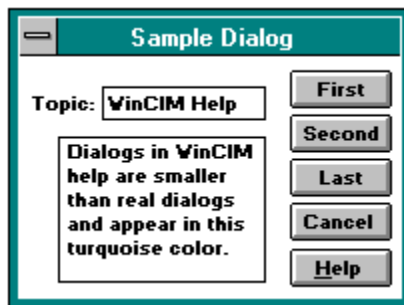 Sample Dialog
Topic: WinCIM Help
Dialogs in WinCIM
help are smaller
than real dialogs
and appear in this
turquoise color.
First
Second
Last
Cancel
Help